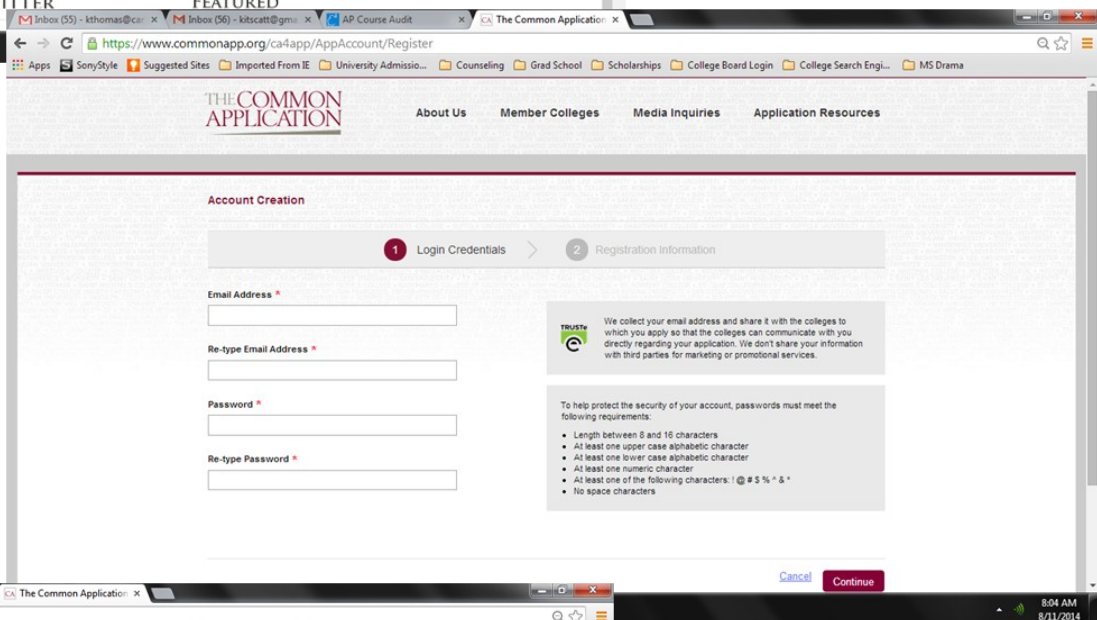 FEATURED
Inbox (55) - kthomas@car
Inbox (56) - kitscatt@gma
AP Course Audit
CA The Common Application
https://www.commonapp.org/ca4app/AppAccount/Register
Apps SonyStyle Suggested Sites Imported From IE University Admissio... Counseling Grad School Scholarships College Board Login College Search Engi... MS Drama
THE COMMON
APPLICATION
About Us Member Colleges Media Inquiries Application Resources
Account Creation
1 Login Credentials 2 Registration Information
Email Address *
Re-type Email Address *
Password *
Re-type Password *
TRUSTe
We collect your email address and share it with the colleges to
which you apply so that the colleges can communicate with you
directly regarding your application. We don't share your information
with third parties for marketing or promotional services.
To help protect the security of your account, passwords must meet the
following requirements:
• Length between 8 and 16 characters
• At least one upper case alphabetic character
• At least one lower case alphabetic character
• At least one numeric character
• At least one of the following characters: ! @ # $ % ^ & *
• No space characters
Cancel Continue
CA The Common Application
8:04 AM
8/11/2014